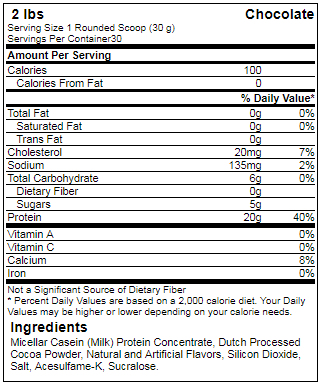 2 lbs Chocolate
Serving Size 1 Rounded Scoop (30 g)
Servings Per Container30
Amount Per Serving
Calories 100
Calories From Fat 0
% Daily Value*
Total Fat 0g 0%
Saturated Fat 0g 0%
Trans Fat 0g
Cholesterol 20mg 7%
Sodium 135mg 2%
Total Carbohydrate 6g 0%
Dietary Fiber 0g
Sugars 5g
Protein 20g 40%
Vitamin A 0%
Vitamin C 0%
Calcium 8%
Iron 0%
Not a Significant Source of Dietary Fiber
* Percent Daily Values are based on a 2,000 calorie diet. Your Daily
Values may be higher or lower depending on your calorie needs.
Ingredients
Micellar Casein (Milk) Protein Concentrate, Dutch Processed
Cocoa Powder, Natural and Artificial Flavors, Silicon Dioxide,
Salt, Acesulfame-K, Sucralose.